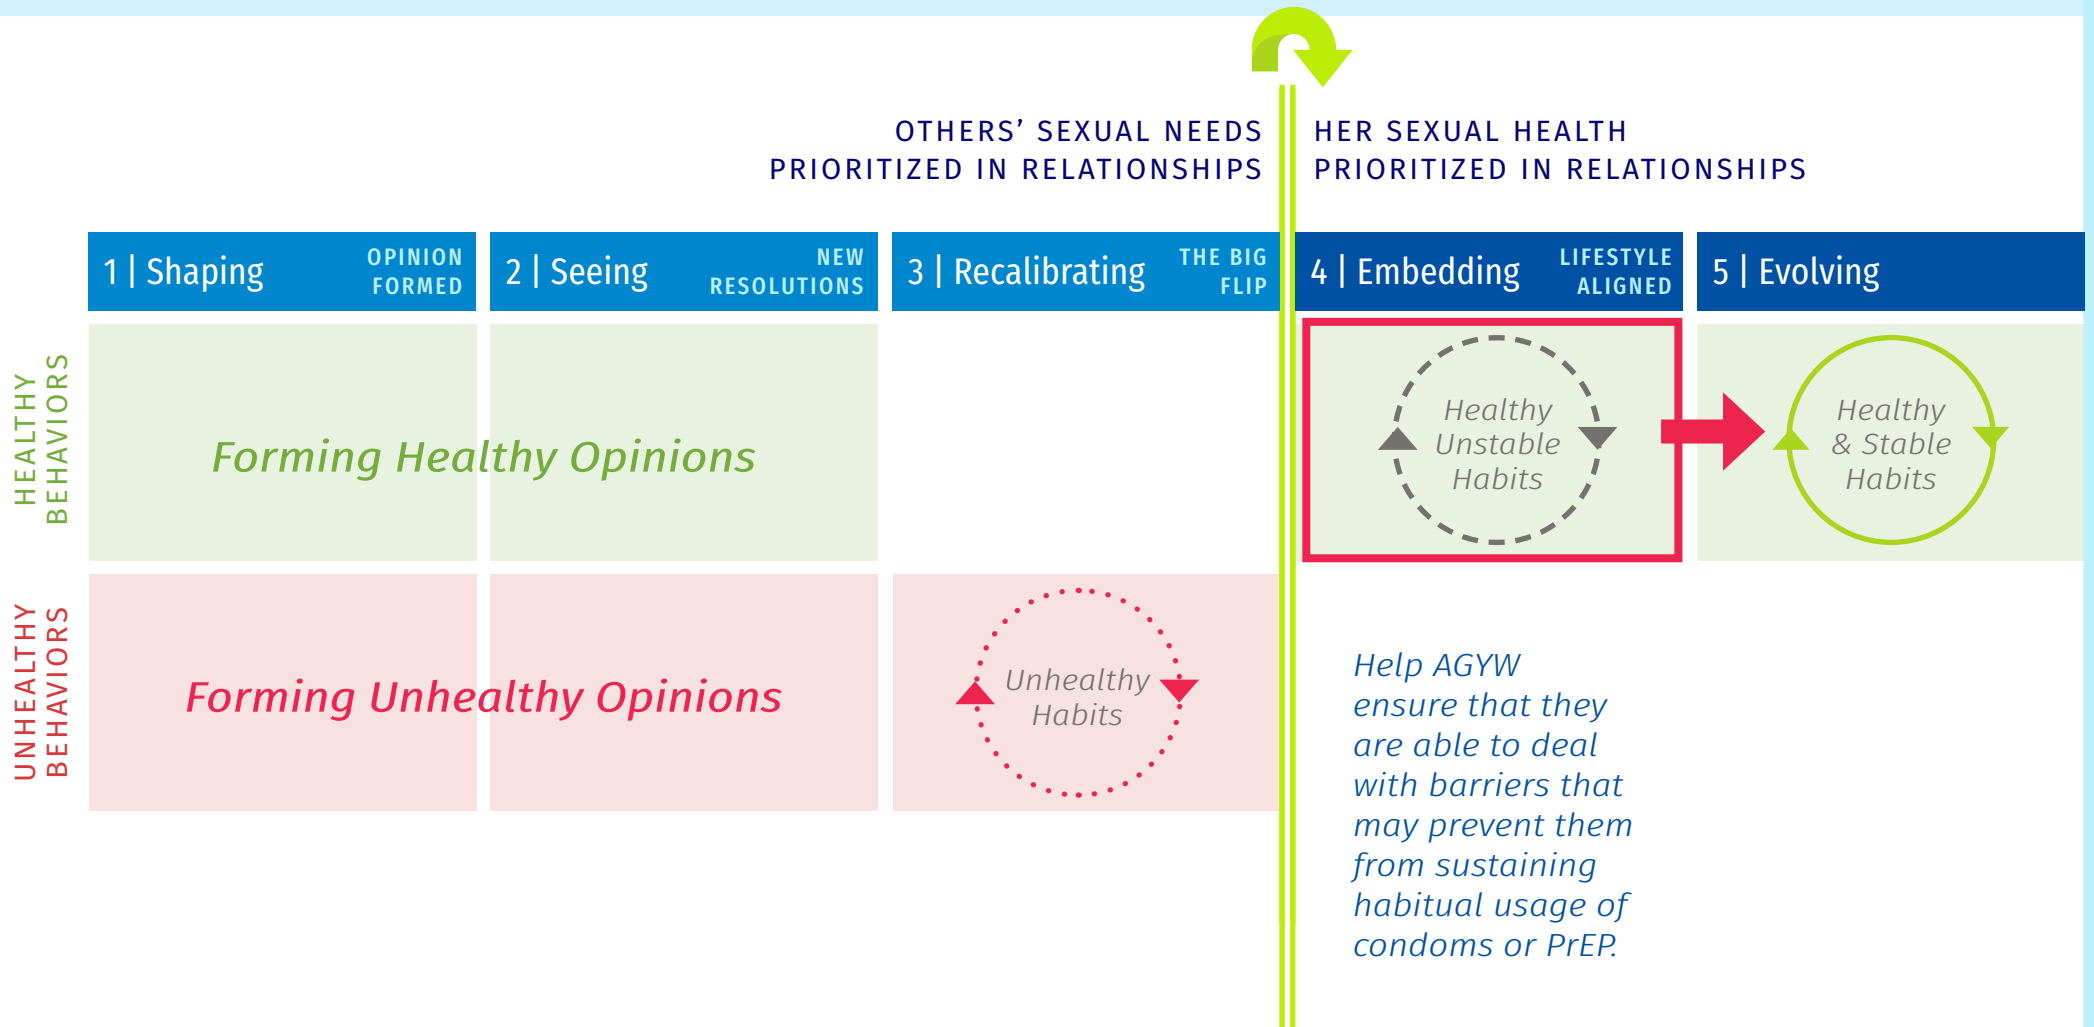 OTHERS’ SEXUAL NEEDS
PRIORITIZED IN RELATIONSHIPS
HER SEXUAL HEALTH
PRIORITIZED IN RELATIONSHIPS
1 | Shaping
OPINION
FORMED
2 | Seeing
NEW
RESOLUTIONS
3 | Recalibrating
THE BIG
FLIP
4 | Embedding
LIFESTYLE
ALIGNED
5 | Evolving
HEALTHY
BEHAVIORS
Forming Healthy Opinions
Healthy
Unstable
Habits
Healthy
& Stable
Habits
UNHEALTHY
BEHAVIORS
Forming Unhealthy Opinions
Unhealthy
Habits
Help AGYW
ensure that they
are able to deal
with barriers that
may prevent them
from sustaining
habitual usage of
condoms or PrEP.